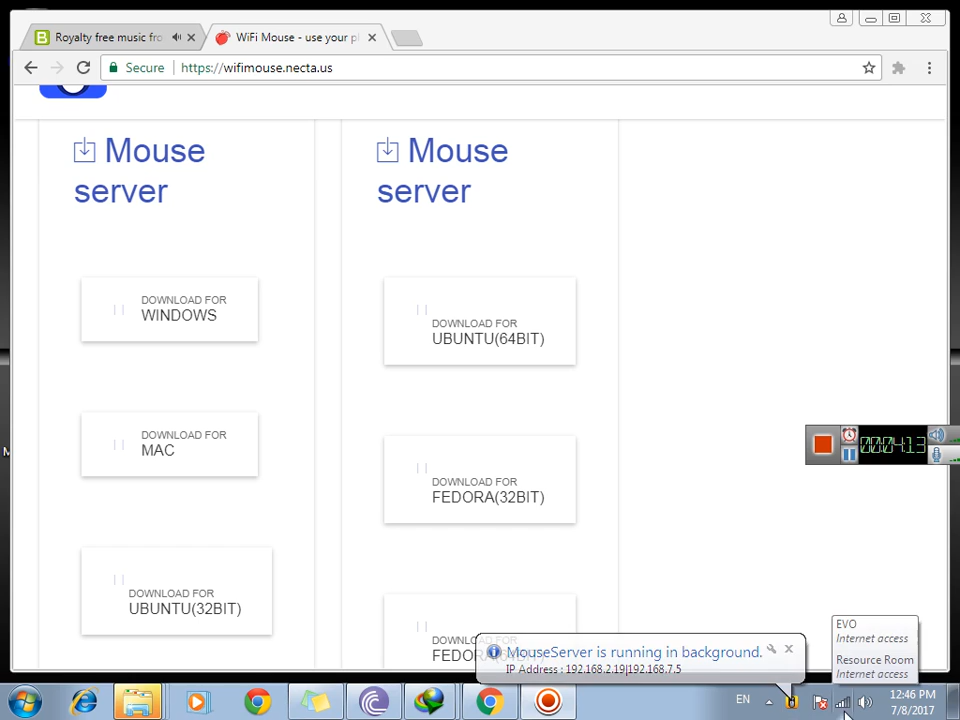 Royalty free music fro
WiFi Mouse - use your p
Secure
https://wifimouse.necta.us
Mouse
server
Mouse
server
DOWNLOAD FOR
WINDOWS
DOWNLOAD FOR
UBUNTU(64BIT)
DOWNLOAD FOR
MAC
DOWNLOAD FOR
FEDORA(32BIT)
DOWNLOAD FOR
UBUNTU(32BIT)
00:04:13
EVO
Internet access
Resource Room
Internet access
MouseServer is running in background.
IP Address : 192.168.2.19|192.168.7.5
EN
12:46 PM
7/8/2017